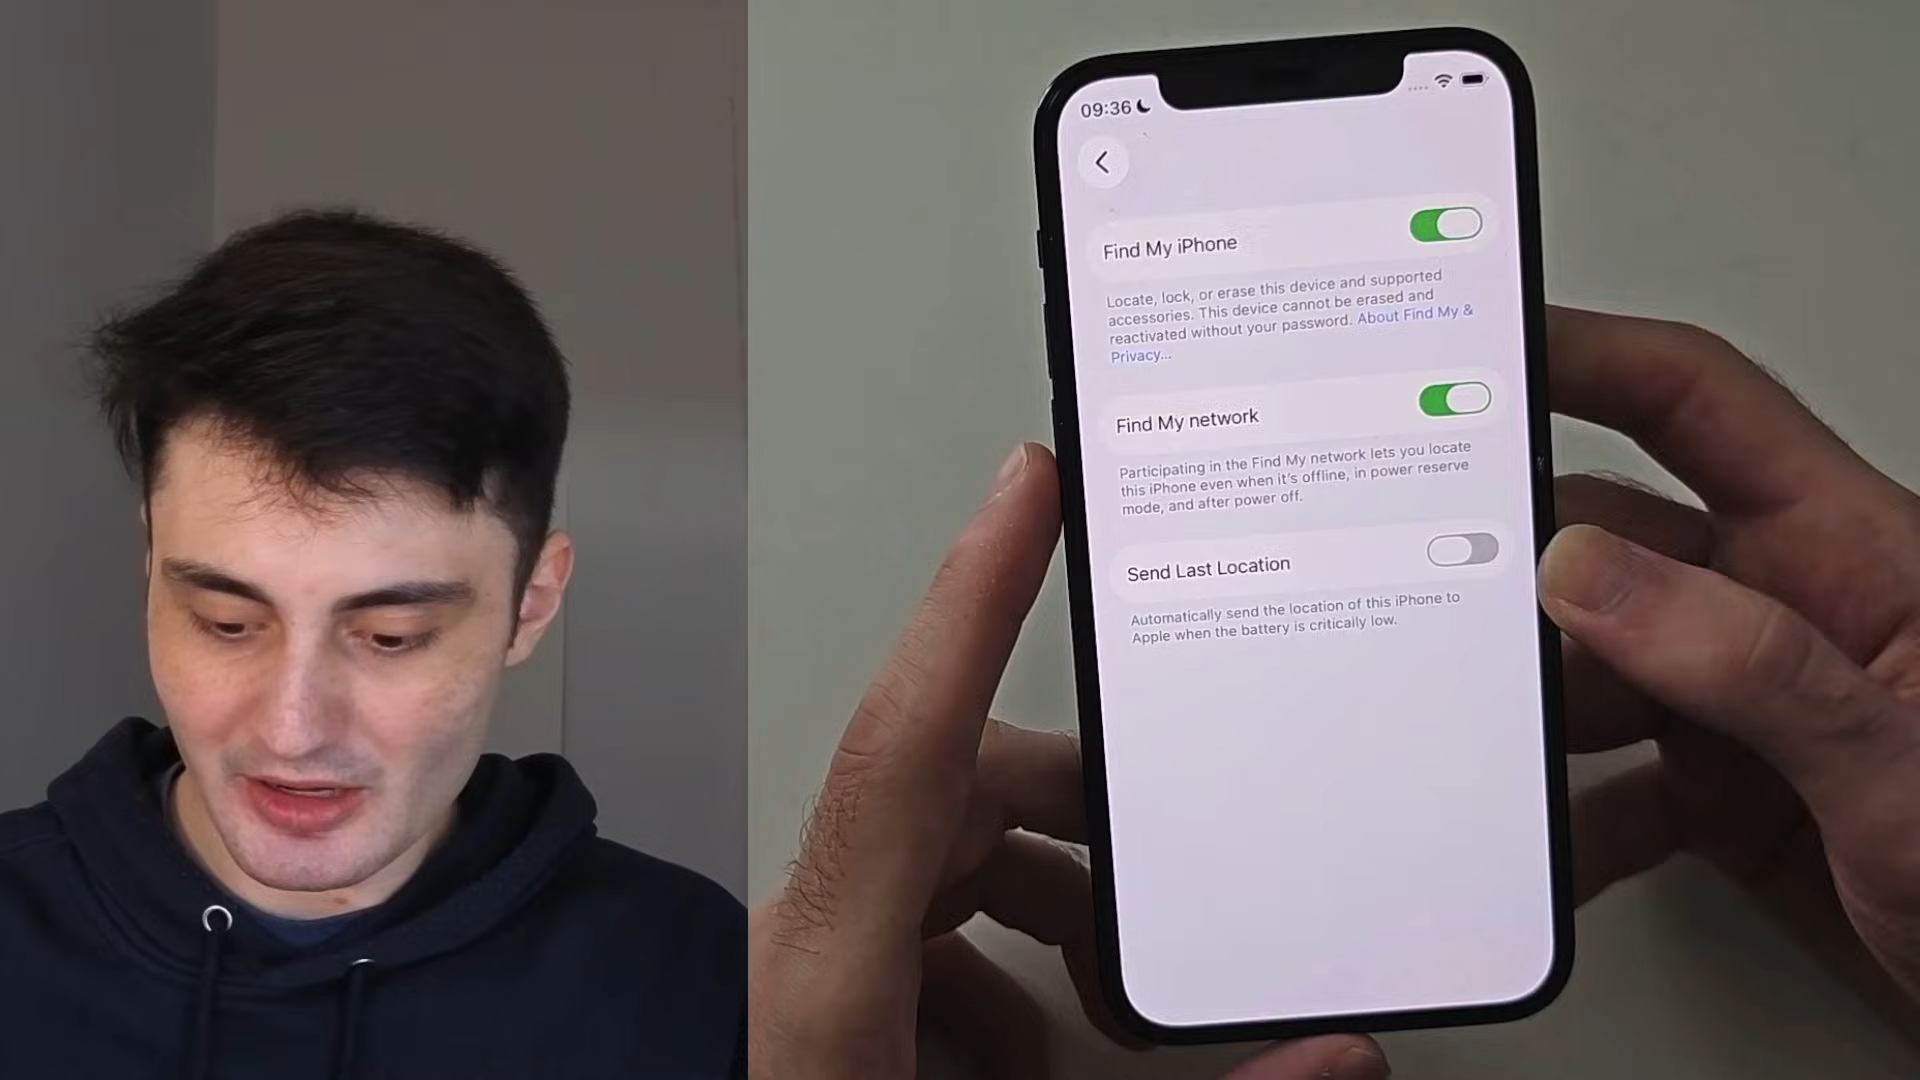 09:36
Find My iPhone
Locate, lock, or erase this device and supported
accessories. This device cannot be erased and
reactivated without your password. About Find My &
Privacy...
Find My network
Participating in the Find My network lets you locate
this iPhone even when it's offline, in power reserve
mode, and after power off.
Send Last Location
Automatically send the location of this iPhone to
Apple when the battery is critically low.